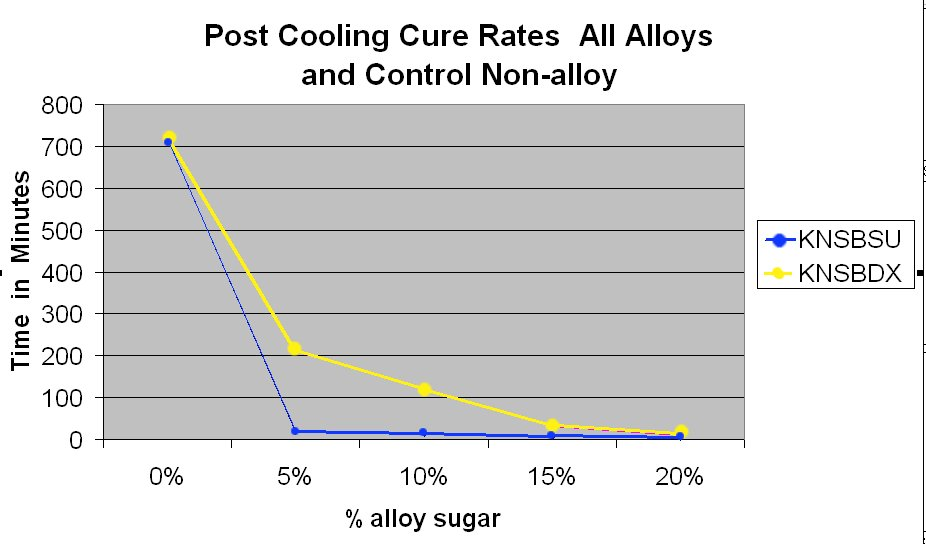 Post Cooling Cure Rates  All Alloys
and Control Non-alloy
800
700
600
500
400
300
200
100
0
Time  in  Minutes
0%
5%
10%
15%
20%
% alloy sugar
KNSBSU
KNSBDX